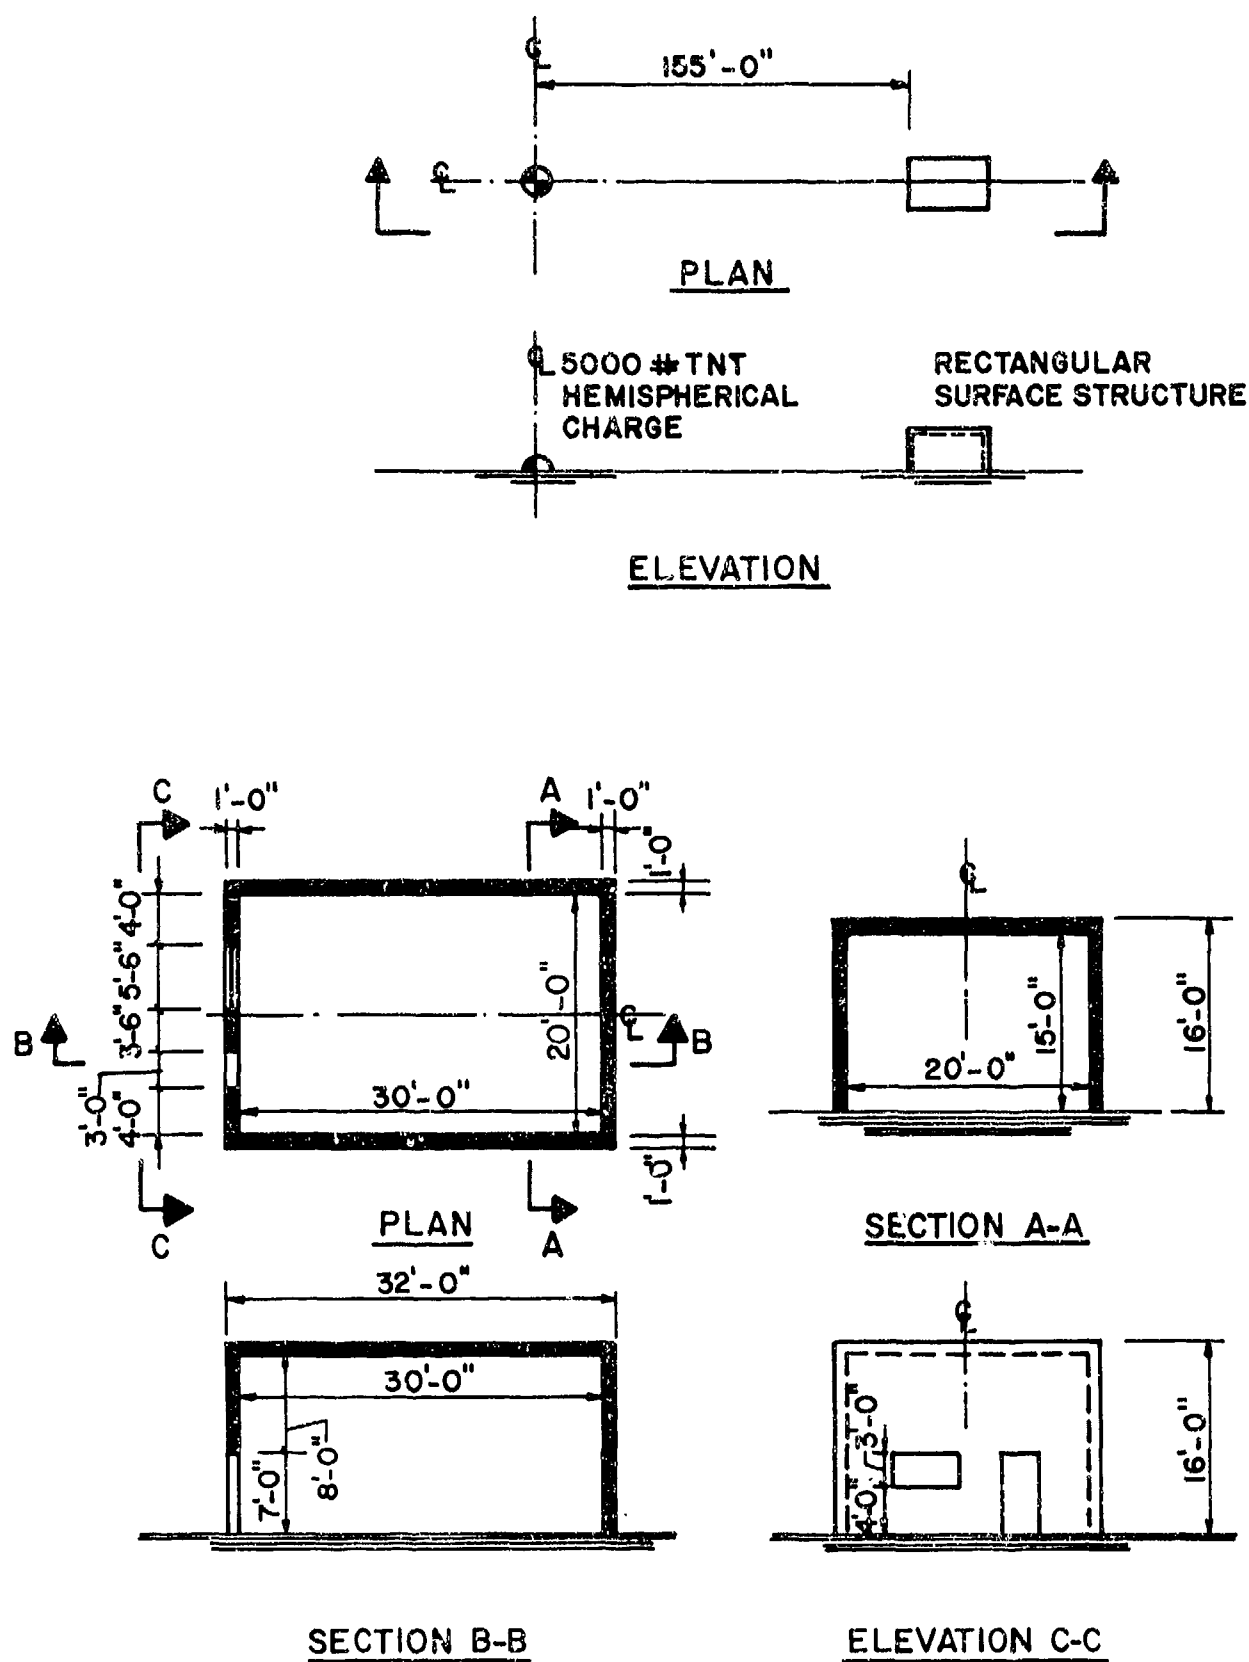 ℄
155'-0"
℄
PLAN
℄ 5000 # TNT
HEMISPHERICAL
CHARGE
RECTANGULAR
SURFACE STRUCTURE
ELEVATION
C
1'-0"
A
1'-0"
1'-0"
4'-0"
5'-6"
3'-6"
3'-0"
4'-0"
B
20'-0"
℄
B
30'-0"
1'-0"
C
PLAN
A
℄
15'-0"
16'-0"
20'-0"
SECTION A-A
32'-0"
30'-0"
7'-0"
8'-0"
SECTION B-B
℄
3'-0"
4'-0"
16'-0"
ELEVATION C-C